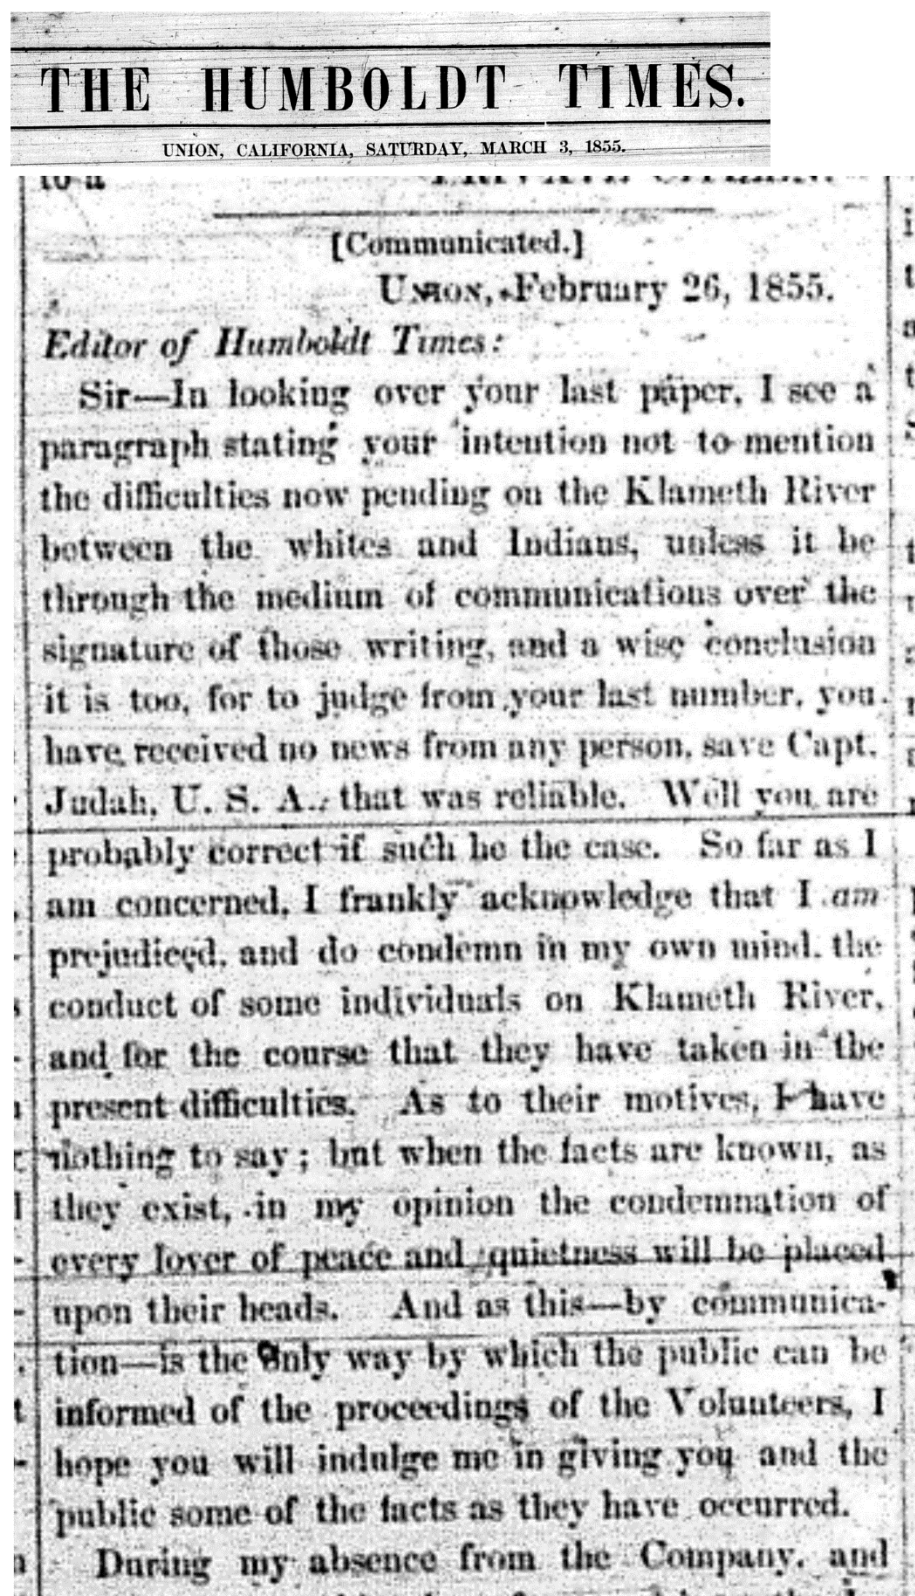 THE HUMBOLDT TIMES.
UNION, CALIFORNIA, SATURDAY, MARCH 3, 1855.
to a PRIVATE CITIZEN.
[Communicated.]
UNION, February 26, 1855.
Editor of Humboldt Times:
Sir—In looking over your last paper, I see a
paragraph stating your intention not to mention
the difficulties now pending on the Klameth River
between the whites and Indians, unless it be
through the medium of communications over the
signature of those writing, and a wise conclusion
it is too, for to judge from your last number, you
have received no news from any person, save Capt.
Judah, U. S. A., that was reliable. Well you are
probably correct if such be the case. So far as I
am concerned, I frankly acknowledge that I am
prejudiced, and do condemn in my own mind, the
conduct of some individuals on Klameth River,
and for the course that they have taken in the
present difficulties. As to their motives, I have
nothing to say; but when the facts are known, as
they exist, in my opinion the condemnation of
every lover of peace and quietness will be placed
upon their heads. And as this—by communica-
tion—is the only way by which the public can be
informed of the proceedings of the Volunteers, I
hope you will indulge me in giving you and the
public some of the facts as they have occurred.
During my absence from the Company, and